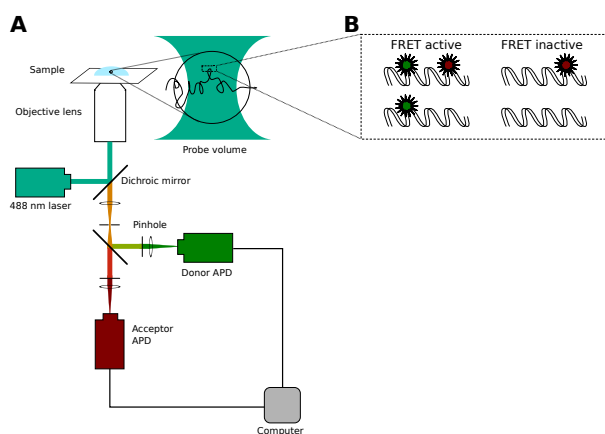 A
B
FRET active
FRET inactive
Sample
Objective lens
Probe volume
Dichroic mirror
488 nm laser
Pinhole
Donor APD
Acceptor
APD
Computer